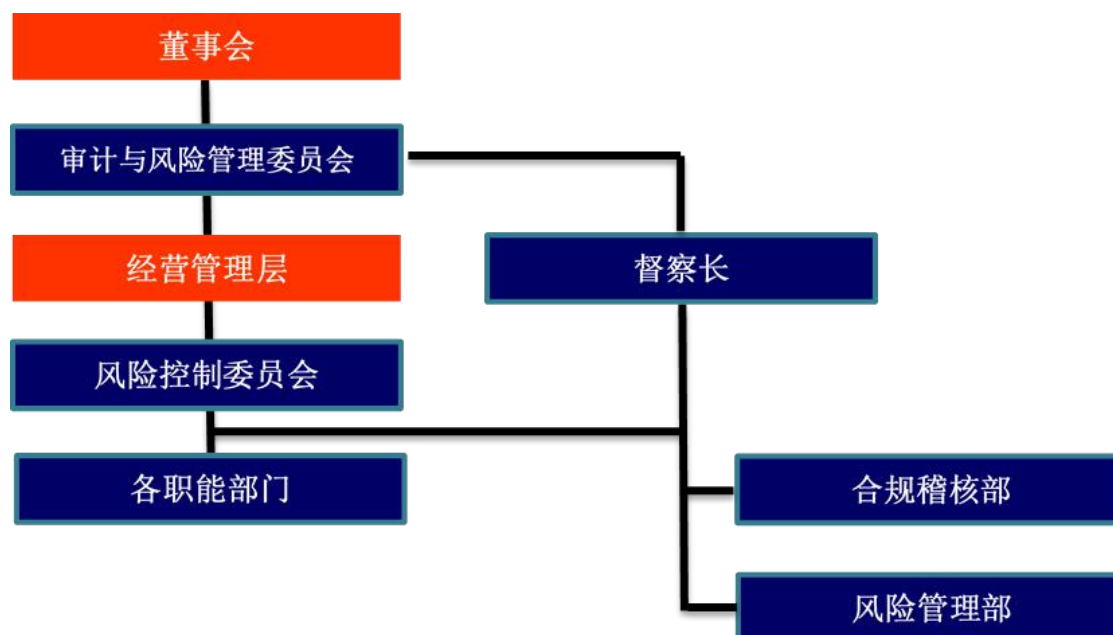 董事会
审计与风险管理委员会
经营管理层
督察长
风险控制委员会
各职能部门
合规稽核部
风险管理部